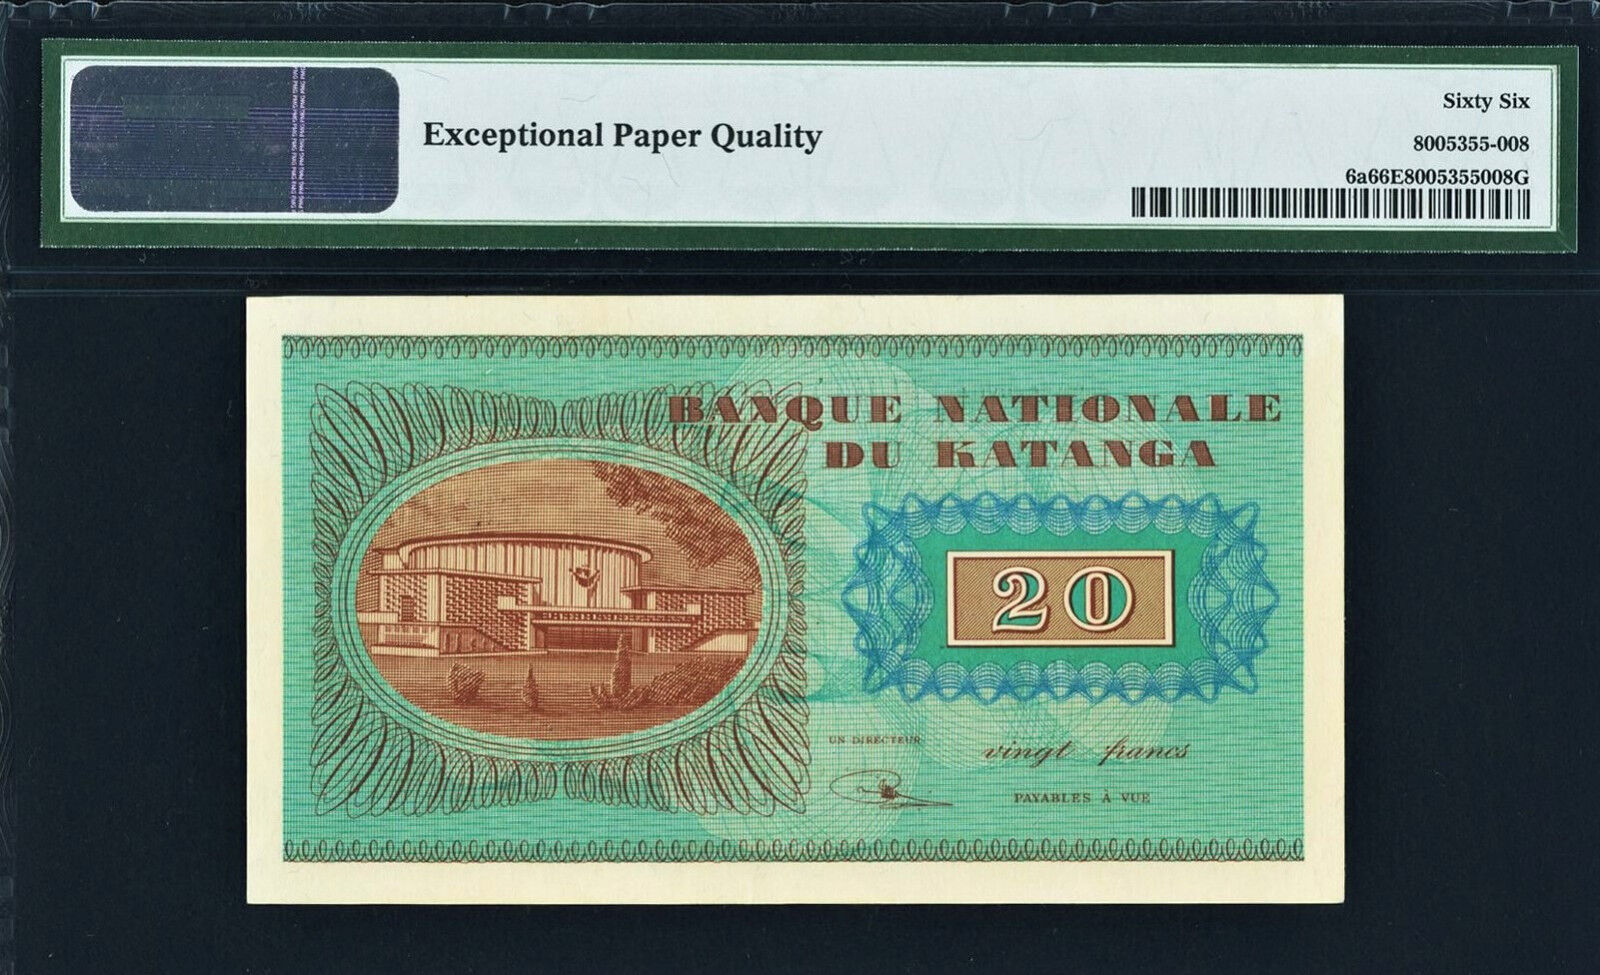 Exceptional Paper Quality
Sixty Six
8005355-008
6a66E8005355008G
BANQUE NATIONALE
DU KATANGA
20
UN DIRECTEUR
vingt francs
PAYABLES À VUE